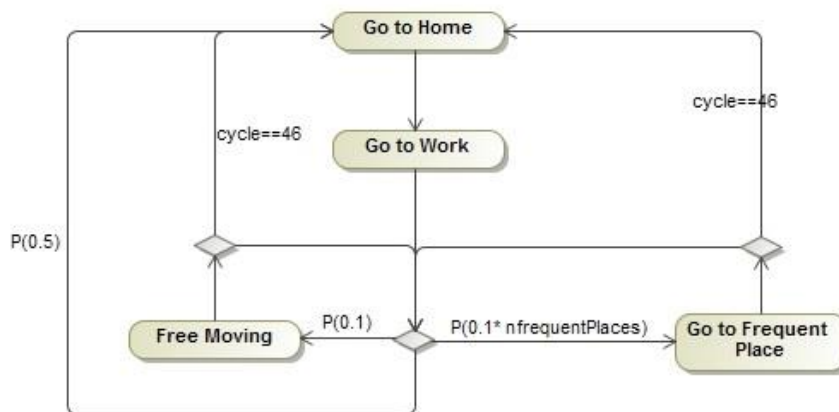 Go to Home
cycle==46
cycle==46
Go to Work
P(0.5)
P(0.1)
P(0.1* nfrequentPlaces)
Free Moving
Go to Frequent
Place